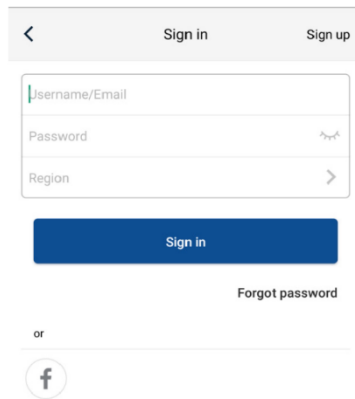 Sign in Sign up
Username/Email
Password
Region
Sign in
Forgot password
or
f